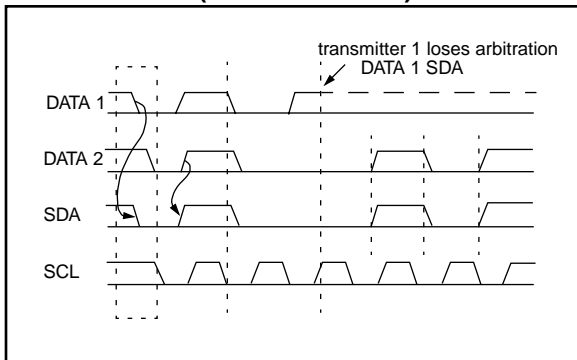 transmitter 1 loses arbitration
DATA 1 SDA
DATA 1
DATA 2
SDA
SCL